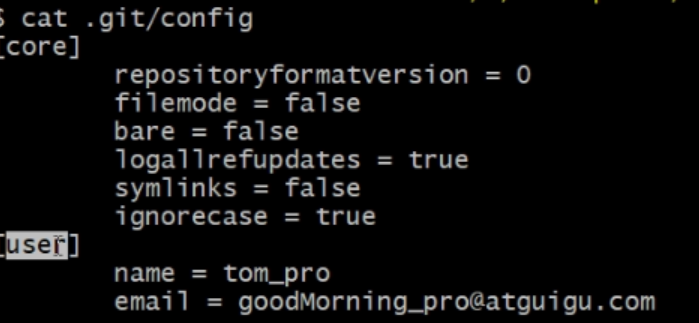 $ cat .git/config
[core]
repositoryformatversion = 0
filemode = false
bare = false
logallrefupdates = true
symlinks = false
ignorecase = true
[user]
name = tom_pro
email = goodMorning_pro@atguigu.com